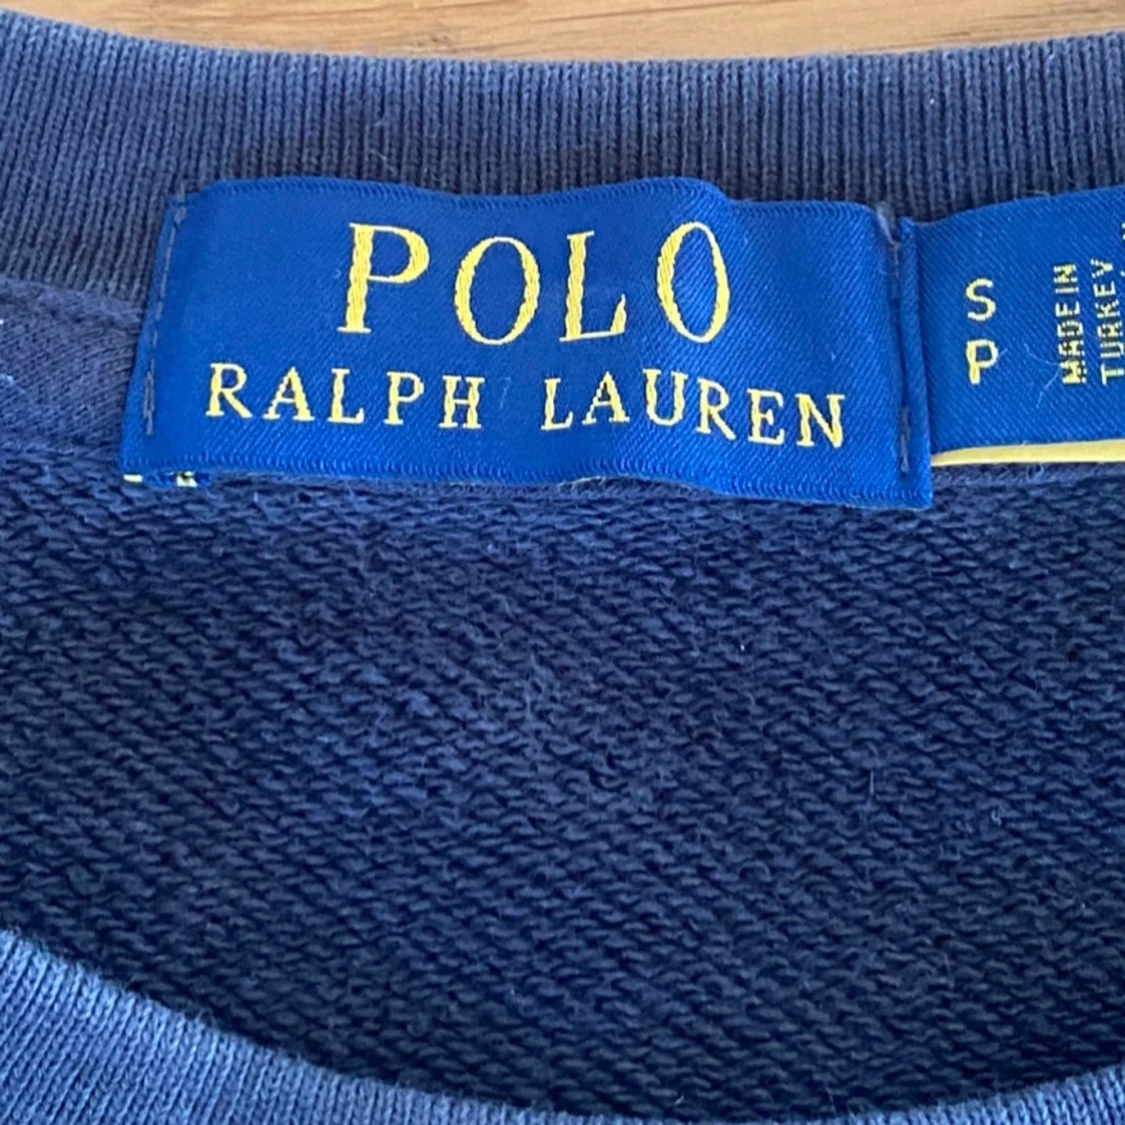 POLO
RALPH LAUREN
S
P
MADE IN
TURKEY